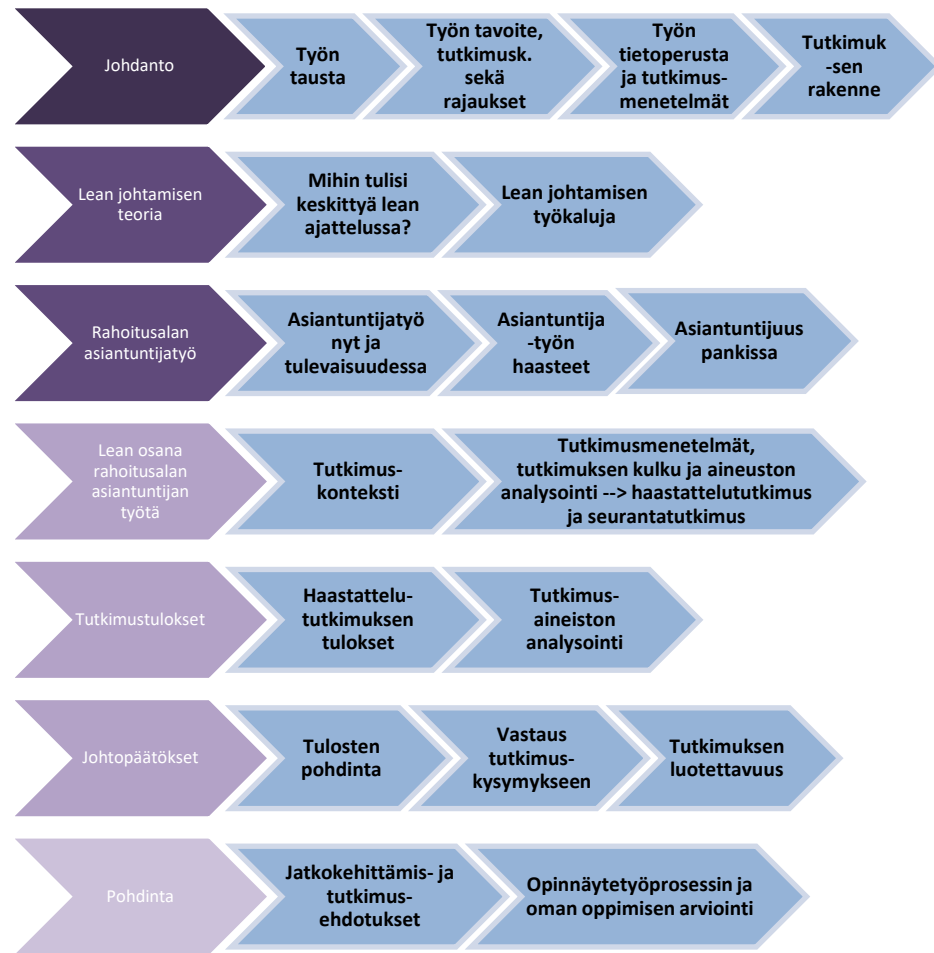 Johdanto
Työn
tausta
Työn tavoite,
tutkimusk.
sekä
rajaukset
Työn
tietoperusta
ja tutkimus-
menetelmät
Tutkimuk
-sen
rakenne
Lean johtamisen
teoria
Mihin tulisi
keskittyä lean
ajattelussa?
Lean johtamisen
työkaluja
Rahoitusalan
asiantuntijatyö
Asiantuntijatyö
nyt ja
tulevaisuudessa
Asiantuntija
-työn
haasteet
Asiantuntijuus
pankissa
Lean osana
rahoitusalan
asiantuntijan
työtä
Tutkimus-
konteksti
Tutkimusmenetelmät,
tutkimuksen kulku ja aineuston
analysointi --> haastattelututkimus
ja seurantatutkimus
Tutkimustulokset
Haastattelu-
tutkimuksen
tulokset
Tutkimus-
aineiston
analysointi
Johtopäätökset
Tulosten
pohdinta
Vastaus
tutkimus-
kysymykseen
Tutkimuksen
luotettavuus
Pohdinta
Jatkokehittämis- ja
tutkimus-
ehdotukset
Opinnäytetyöprosessin ja
oman oppimisen arviointi